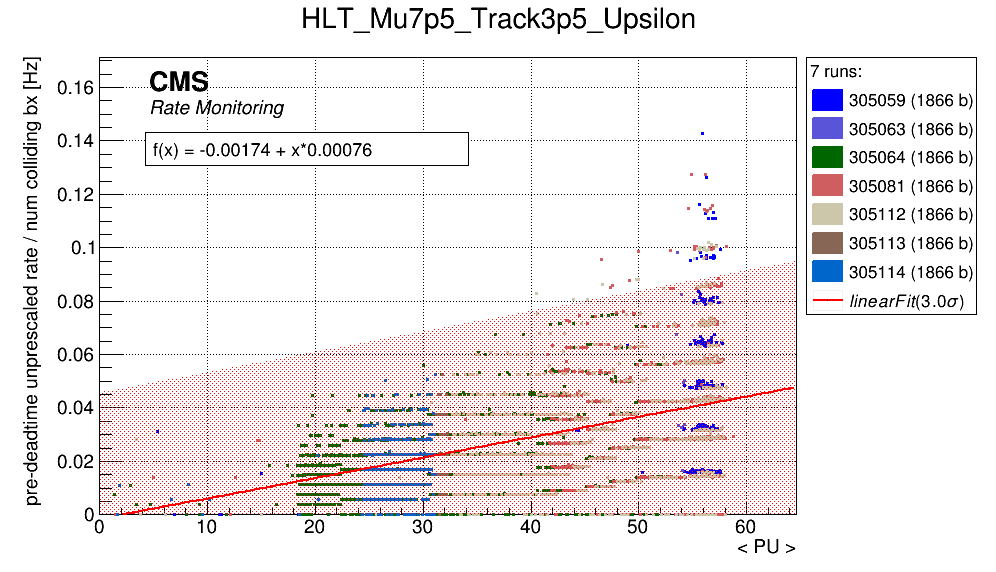 HLT_Mu7p5_Track3p5_Upsilon
pre-deadtime unprescaled rate / num colliding bx [Hz]
CMS
Rate Monitoring
f(x) = -0.00174 + x*0.00076
0.16
0.14
0.12
0.1
0.08
0.06
0.04
0.02
0
0 10 20 30 40 50 60
< PU >
7 runs:
305059 (1866 b)
305063 (1866 b)
305064 (1866 b)
305081 (1866 b)
305112 (1866 b)
305113 (1866 b)
305114 (1866 b)
linearFit(3.0σ)